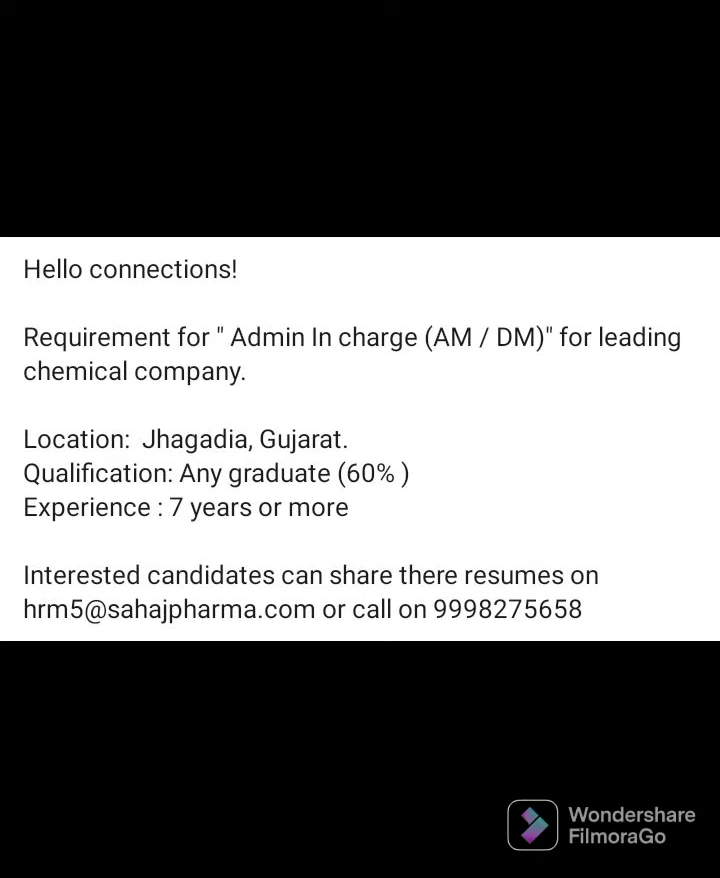 Hello connections!
Requirement for " Admin In charge (AM / DM)" for leading
chemical company.
Location:  Jhagadia, Gujarat.
Qualification: Any graduate (60% )
Experience : 7 years or more
Interested candidates can share there resumes on
hrm5@sahajpharma.com or call on 9998275658
Wondershare
FilmoraGo